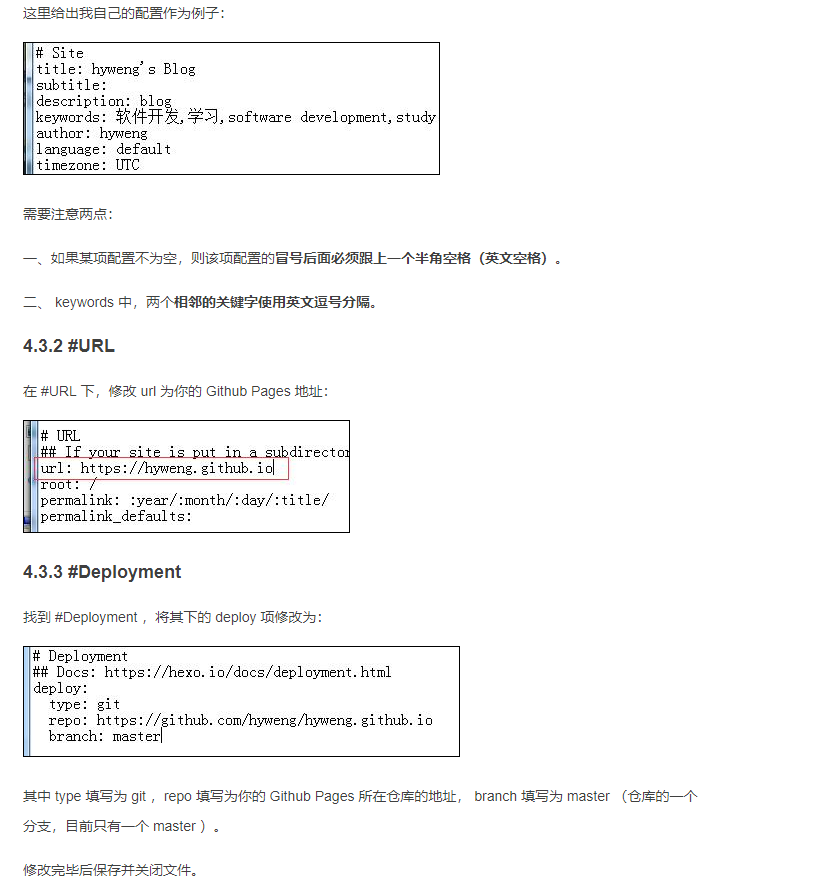 这里给出我自己的配置作为例子：
# Site
title: hyweng's Blog
subtitle:
description: blog
keywords: 软件开发,学习,software development,study
author: hyweng
language: default
timezone: UTC
需要注意两点：
一、如果某项配置不为空，则该项配置的冒号后面必须跟上一个半角空格（英文空格）。
二、 keywords 中，两个相邻的关键字使用英文逗号分隔。
4.3.2 #URL
在 #URL 下，修改 url 为你的 Github Pages 地址：
# URL
## If your site is put in a subdirector
url: https://hyweng.github.io
root: /
permalink: :year/:month/:day/:title/
permalink_defaults:
4.3.3 #Deployment
找到 #Deployment ，将其下的 deploy 项修改为：
# Deployment
## Docs: https://hexo.io/docs/deployment.html
deploy:
  type: git
  repo: https://github.com/hyweng/hyweng.github.io
  branch: master
其中 type 填写为 git ，repo 填写为你的 Github Pages 所在仓库的地址， branch 填写为 master （仓库的一个
分支，目前只有一个 master ）。
修改完毕后保存并关闭文件。